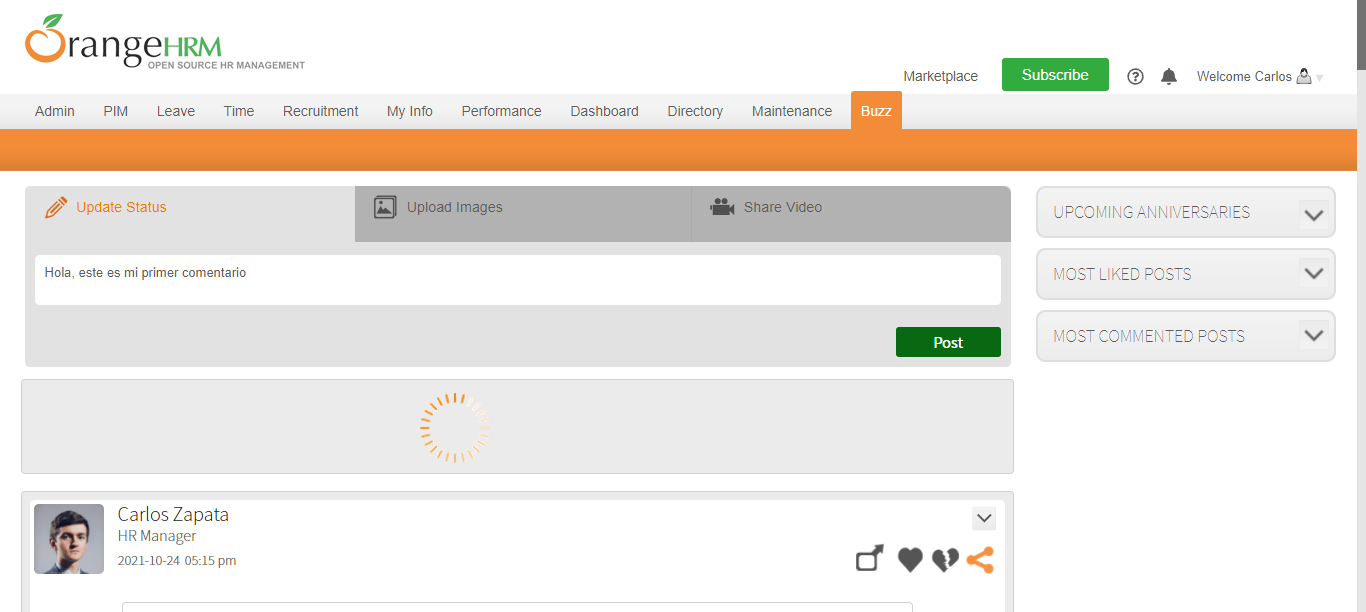 OrangeHRM
OPEN SOURCE HR MANAGEMENT
Marketplace
Subscribe
Welcome Carlos
Admin PIM Leave Time Recruitment My Info Performance Dashboard Directory Maintenance Buzz
Update Status
Upload Images
Share Video
Hola, este es mi primer comentario
Post
UPCOMING ANNIVERSARIES
MOST LIKED POSTS
MOST COMMENTED POSTS
Carlos Zapata
HR Manager
2021-10-24 05:15 pm